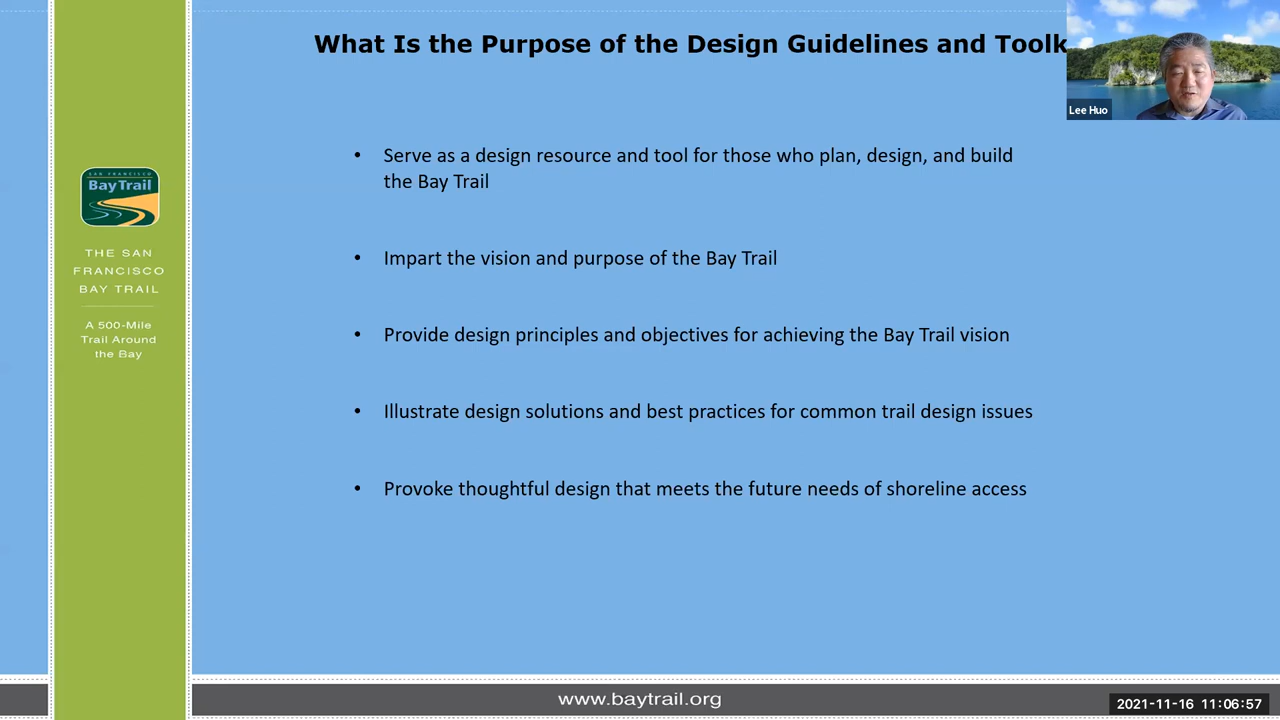 What Is the Purpose of the Design Guidelines and Toolk
Lee Huo
SAN FRANCISCO
Bay Trail
THE SAN
FRANCISCO
BAY TRAIL
A 500-Mile
Trail Around
the Bay
• Serve as a design resource and tool for those who plan, design, and build
the Bay Trail
• Impart the vision and purpose of the Bay Trail
• Provide design principles and objectives for achieving the Bay Trail vision
• Illustrate design solutions and best practices for common trail design issues
• Provoke thoughtful design that meets the future needs of shoreline access
www.baytrail.org
2021-11-16 11:06:57